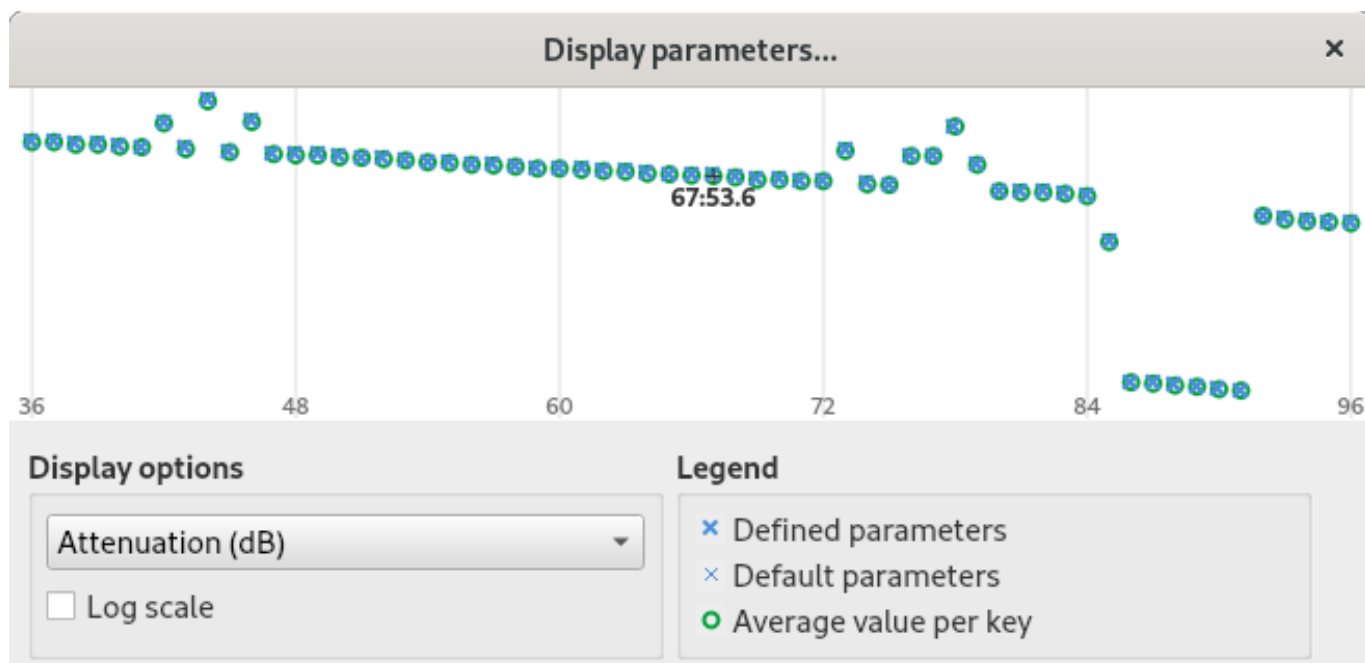 Display parameters...
×
67:53.6
36 48 60 72 84 96
Display options
Attenuation (dB)
Log scale
Legend
Defined parameters
Default parameters
Average value per key